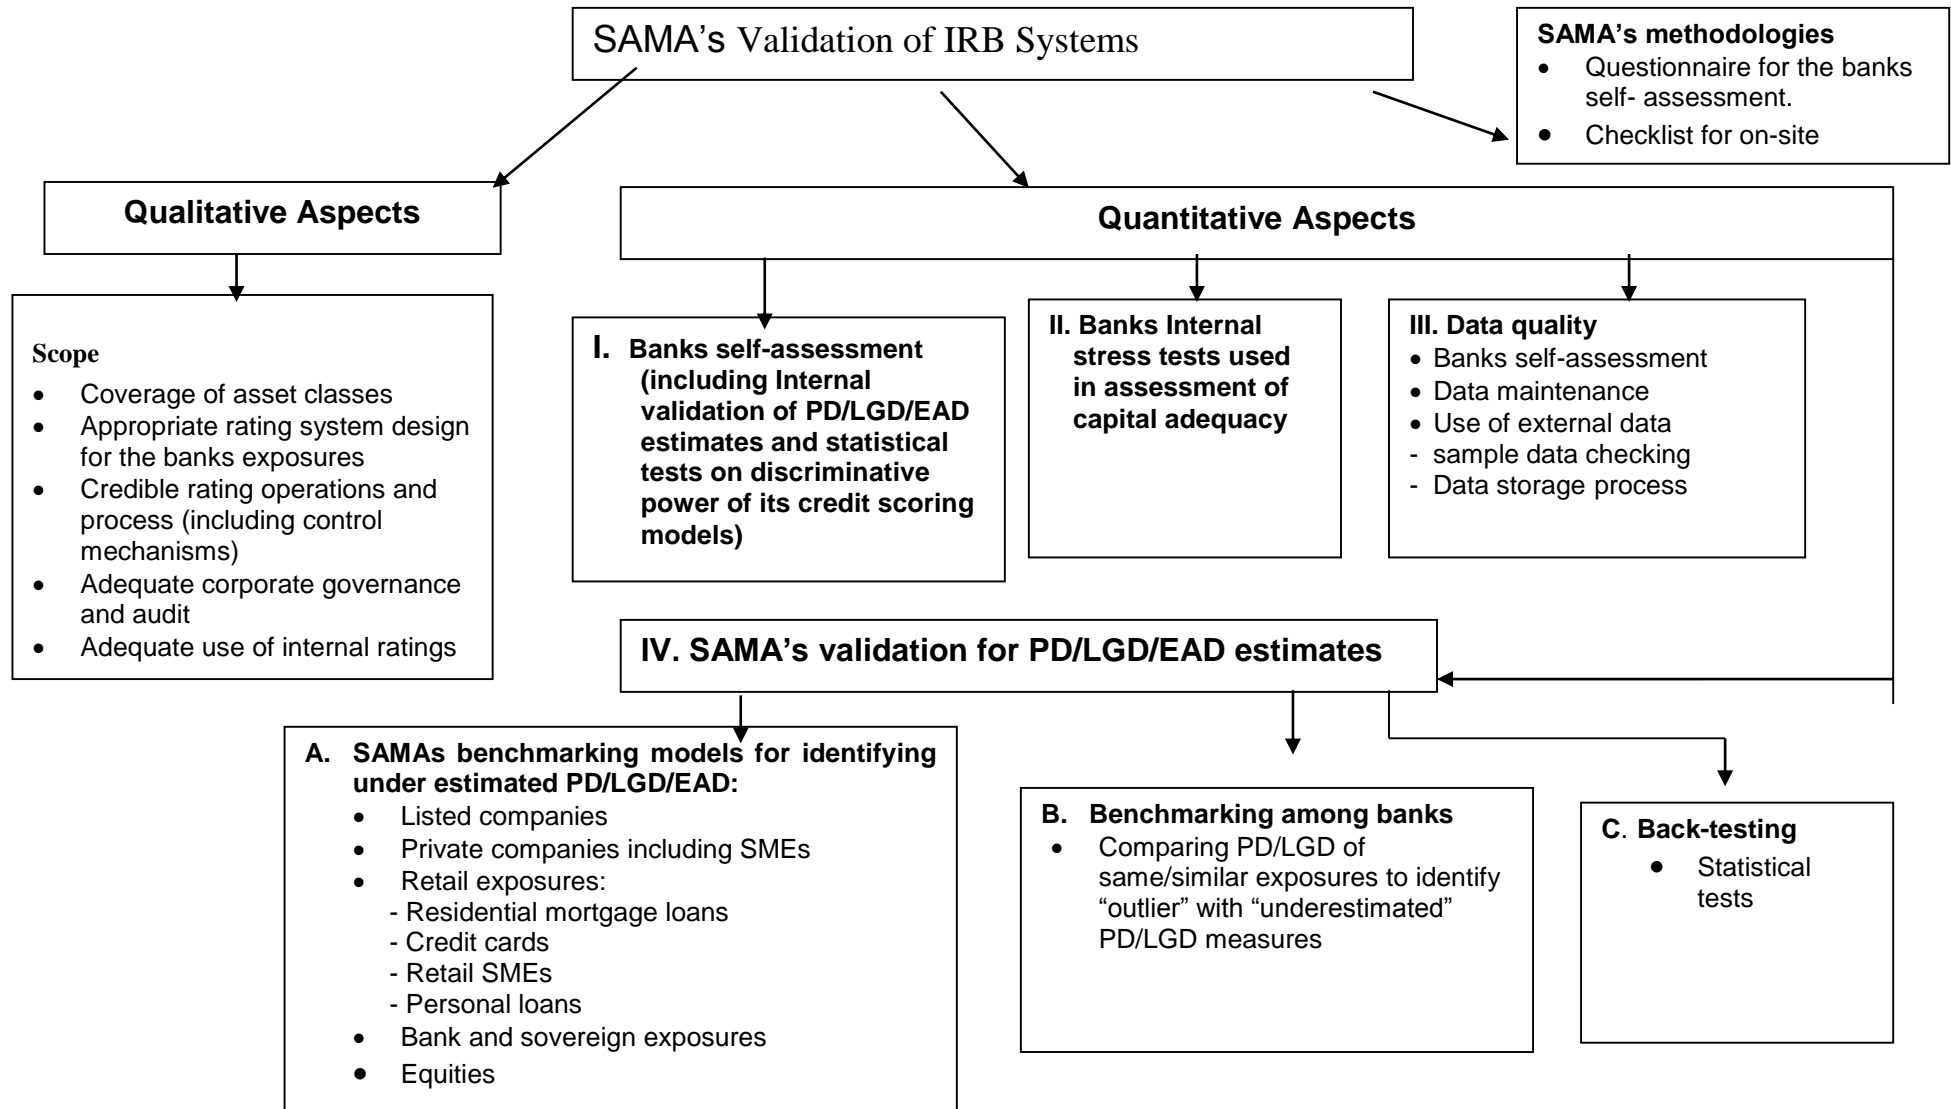 SAMA's Validation of IRB Systems
SAMA's methodologies
• Questionnaire for the banks
self- assessment.
• Checklist for on-site
Qualitative Aspects
Quantitative Aspects
Scope
• Coverage of asset classes
• Appropriate rating system design
for the banks exposures
• Credible rating operations and
process (including control
mechanisms)
• Adequate corporate governance
and audit
• Adequate use of internal ratings
I. Banks self-assessment
(including Internal
validation of PD/LGD/EAD
estimates and statistical
tests on discriminative
power of its credit scoring
models)
II. Banks Internal
stress tests used
in assessment of
capital adequacy
III. Data quality
• Banks self-assessment
• Data maintenance
• Use of external data
- sample data checking
- Data storage process
IV. SAMA's validation for PD/LGD/EAD estimates
A. SAMAs benchmarking models for identifying
under estimated PD/LGD/EAD:
• Listed companies
• Private companies including SMEs
• Retail exposures:
- Residential mortgage loans
- Credit cards
- Retail SMEs
- Personal loans
• Bank and sovereign exposures
• Equities
B. Benchmarking among banks
• Comparing PD/LGD of
same/similar exposures to identify
“outlier” with “underestimated”
PD/LGD measures
C. Back-testing
• Statistical
tests